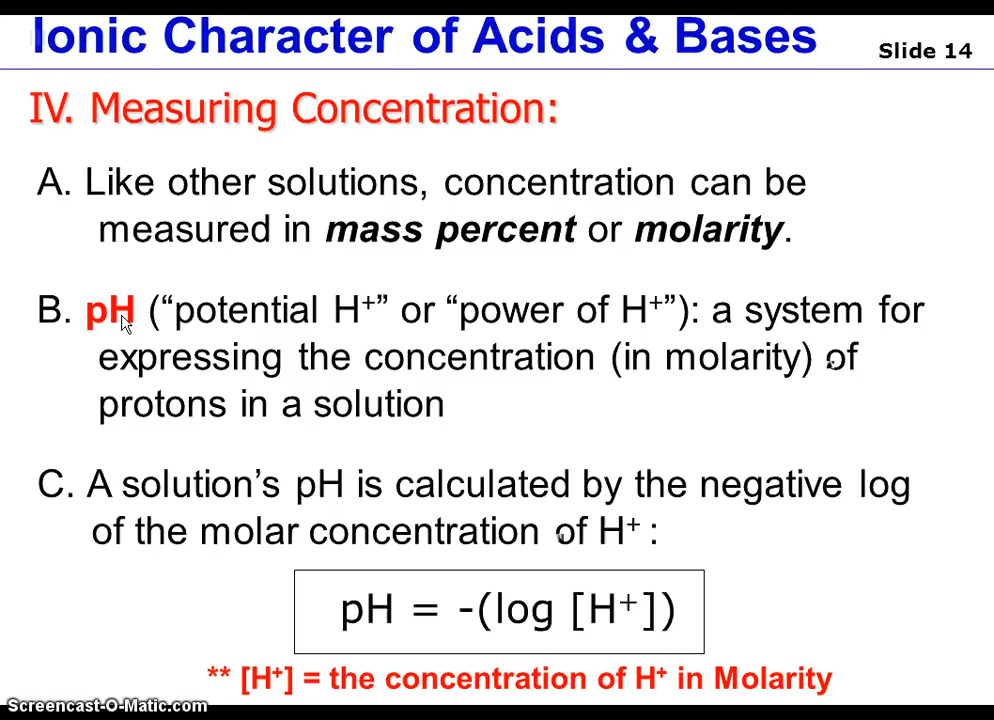 Ionic Character of Acids & Bases
Slide 14
IV. Measuring Concentration:
A. Like other solutions, concentration can be
measured in mass percent or molarity.
B. pH (“potential H⁺” or “power of H⁺”): a system for
expressing the concentration (in molarity) of
protons in a solution
C. A solution’s pH is calculated by the negative log
of the molar concentration of H⁺ :
pH = -(log [H⁺])
** [H⁺] = the concentration of H⁺ in Molarity
Screencast-O-Matic.com